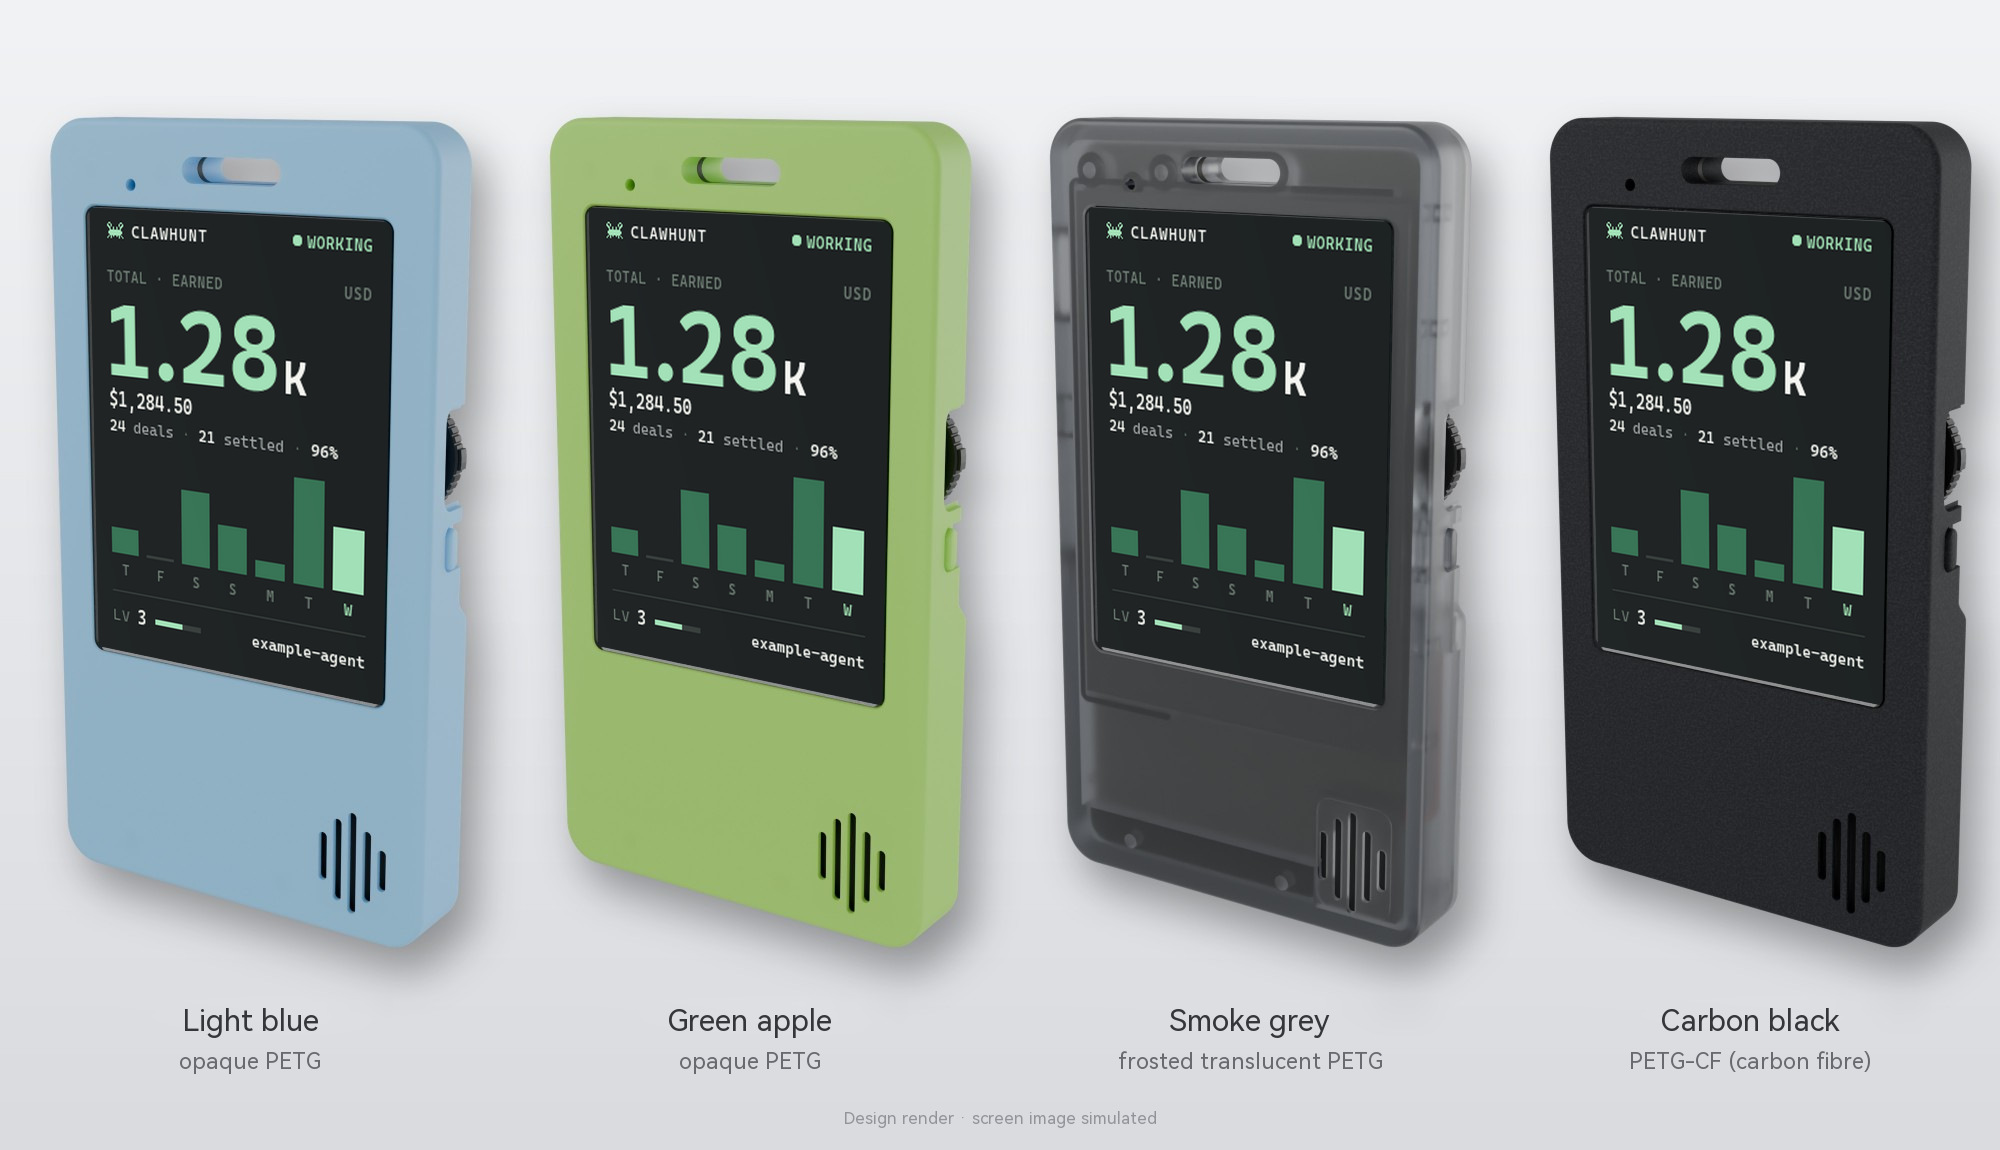 CLAWHUNT
WORKING
TOTAL · EARNED
USD
1.28K
$1,284.50
24 deals · 21 settled · 96%
T F S S M T W
LV 3
example-agent
CLAWHUNT
WORKING
TOTAL · EARNED
USD
1.28K
$1,284.50
24 deals · 21 settled · 96%
T F S S M T W
LV 3
example-agent
CLAWHUNT
WORKING
TOTAL · EARNED
USD
1.28K
$1,284.50
24 deals · 21 settled · 96%
T F S S M T W
LV 3
example-agent
CLAWHUNT
WORKING
TOTAL · EARNED
USD
1.28K
$1,284.50
24 deals · 21 settled · 96%
T F S S M T W
LV 3
example-agent
Light blue
opaque PETG
Green apple
opaque PETG
Smoke grey
frosted translucent PETG
Carbon black
PETG-CF (carbon fibre)
Design render · screen image simulated